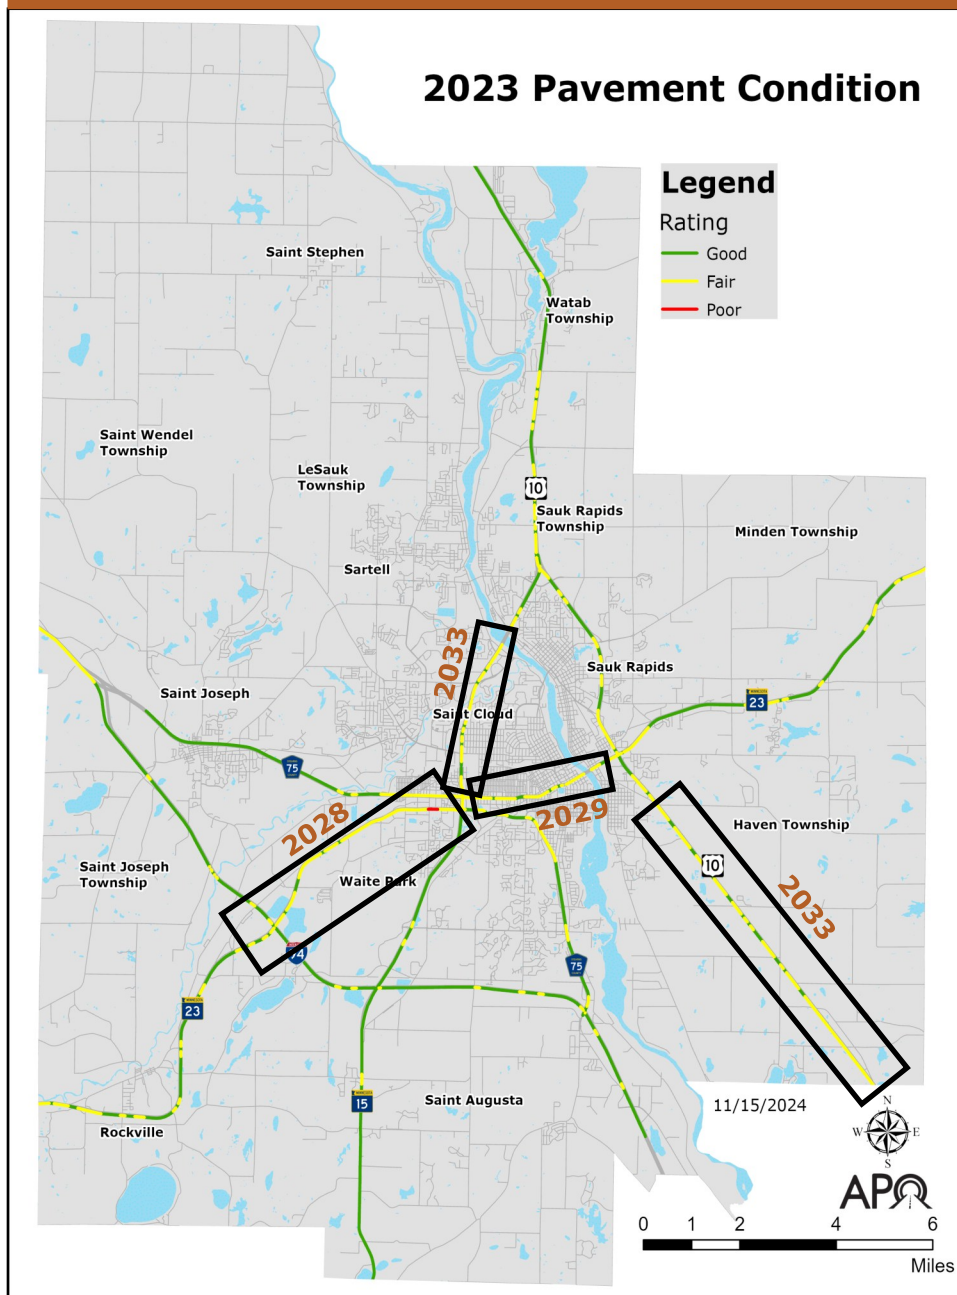 2023 Pavement Condition
Legend
Rating
Good
Fair
Poor
Saint Stephen
Watab
Township
Saint Wendel
Township
LeSauk
Township
10
Sauk Rapids
Township
Minden Township
Sartell
2033
Sauk Rapids
Saint Joseph
23
Saint Cloud
75
2028
2029
Haven Township
10
Saint Joseph
Township
Waite Park
2033
94
75
23
15
Saint Augusta
11/15/2024
Rockville
N
W
E
S
APO
0
1
2
4
6
Miles